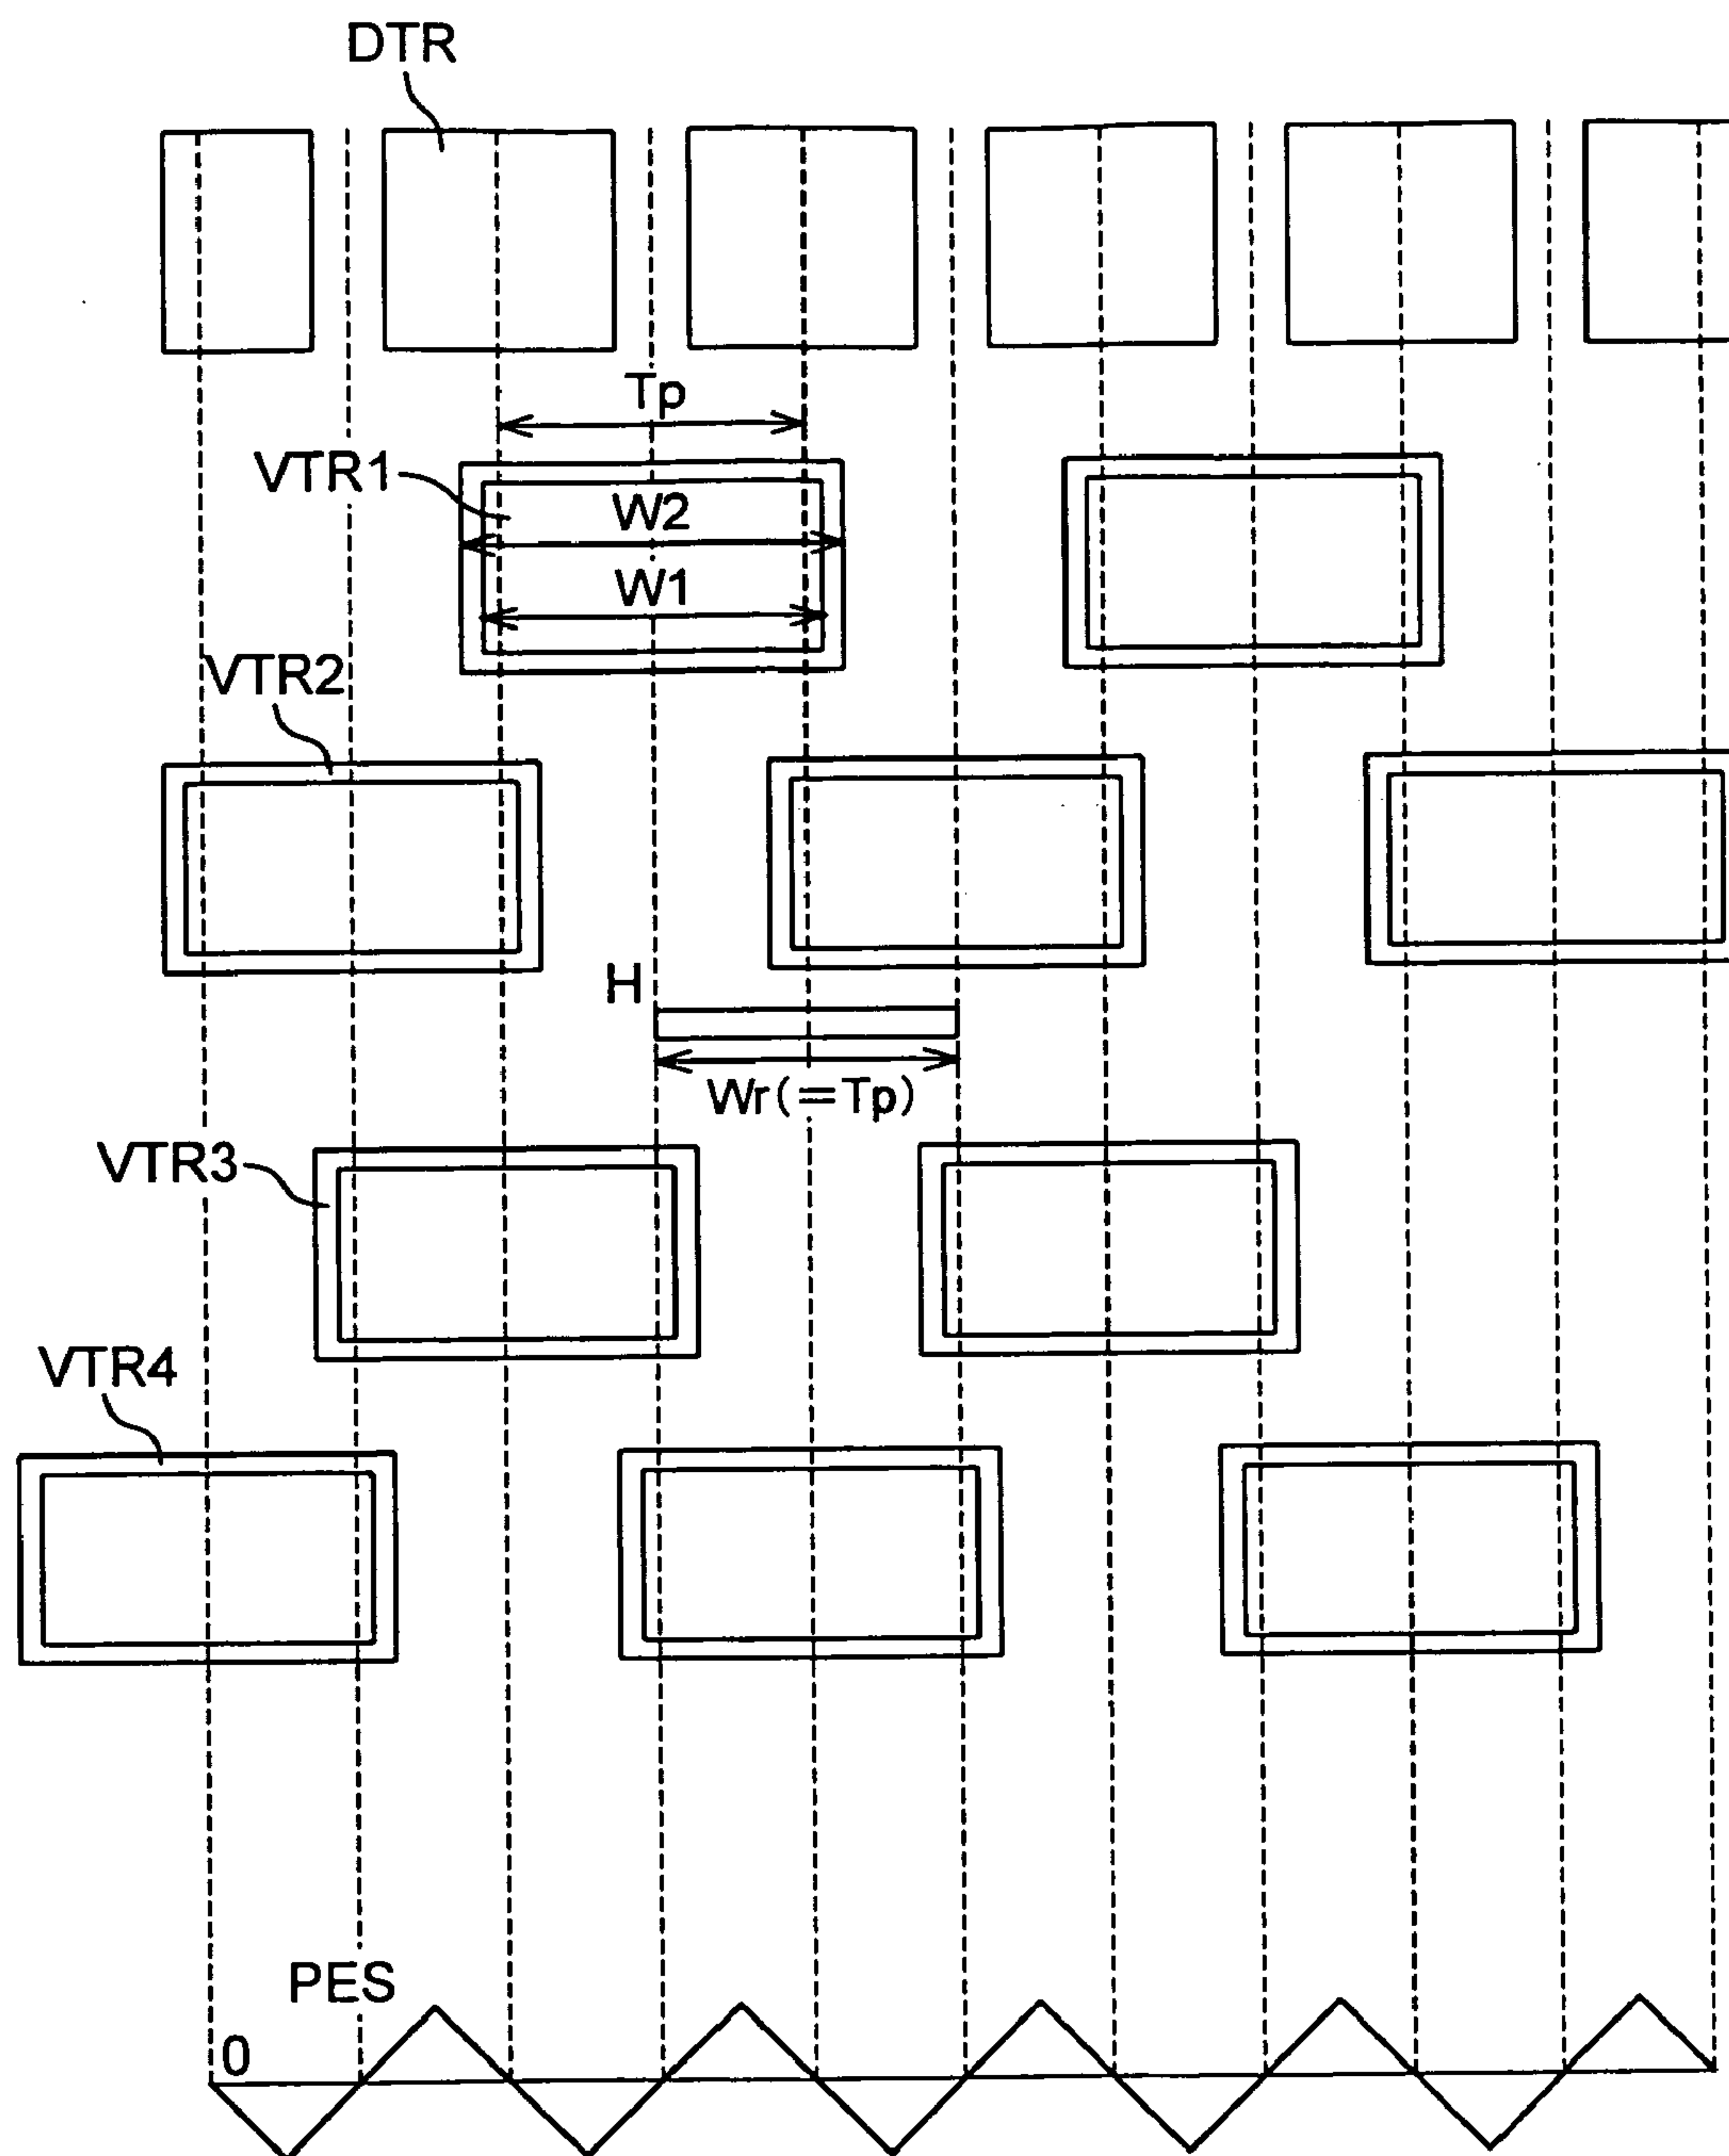 DTR
Tp
VTR1
W2
W1
VTR2
H
Wr(=Tp)
VTR3
VTR4
PES
0